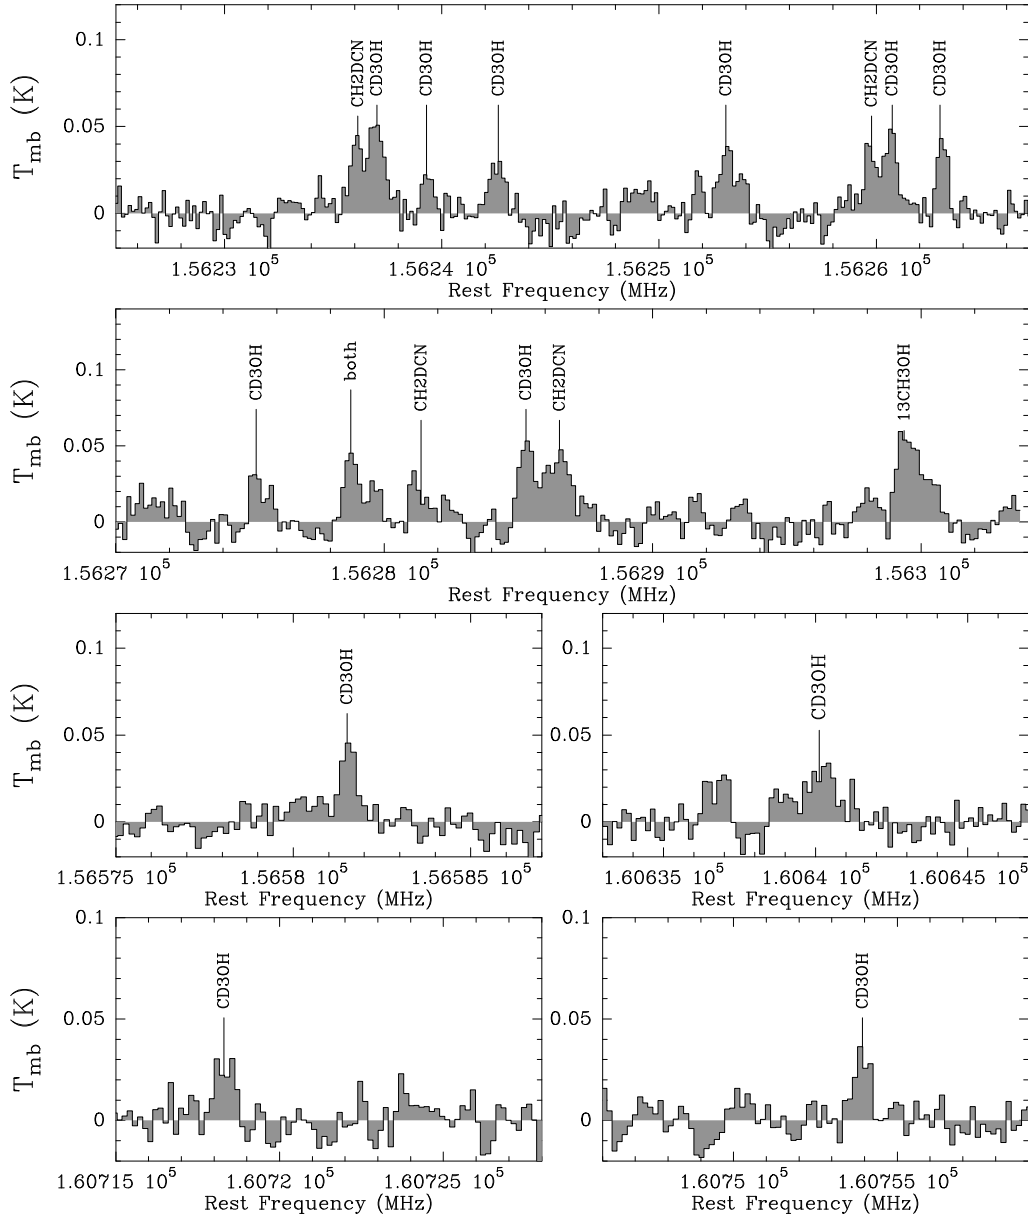 CH2DCN
CD3OH
CD3OH
CD3OH
CD3OH
CH2DCN
CD3OH
CD3OH
0.1
0.05
0
Tmb (K)
1.5623 10^5
1.5624 10^5
1.5625 10^5
1.5626 10^5
Rest Frequency (MHz)
CD3OH
both
CH2DCN
CD3OH
CH2DCN
13CH3OH
0.1
0.05
0
Tmb (K)
1.5627 10^5
1.5628 10^5
1.5629 10^5
1.563 10^5
Rest Frequency (MHz)
CD3OH
0.1
0.05
0
Tmb (K)
1.56575 10^5
1.5658 10^5
1.56585 10^5
Rest Frequency (MHz)
CD3OH
0.1
0.05
0
1.60635 10^5
1.6064 10^5
1.60645 10^5
Rest Frequency (MHz)
CD3OH
0.1
0.05
0
Tmb (K)
1.60715 10^5
1.6072 10^5
1.60725 10^5
Rest Frequency (MHz)
CD3OH
0.1
0.05
0
1.6075 10^5
1.60755 10^5
Rest Frequency (MHz)